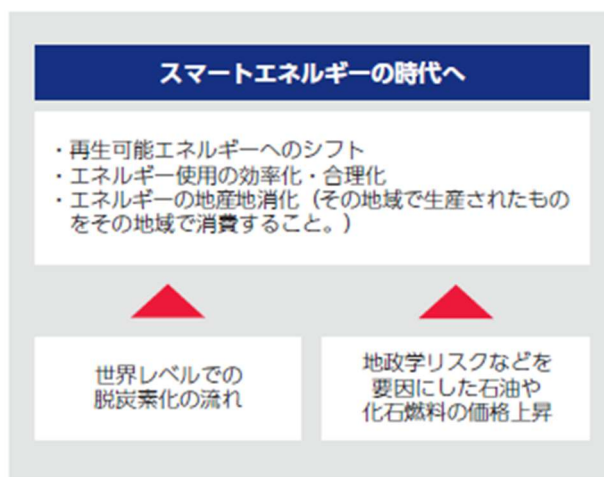 スマートエネルギーの時代へ
・再生可能エネルギーへのシフト
・エネルギー使用の効率化・合理化
・エネルギーの地産地消化(その地域で生産されたもの
をその地域で消費すること。)
世界レベルでの
脱炭素化の流れ
地政学リスクなどを
要因にした石油や
化石燃料の価格上昇